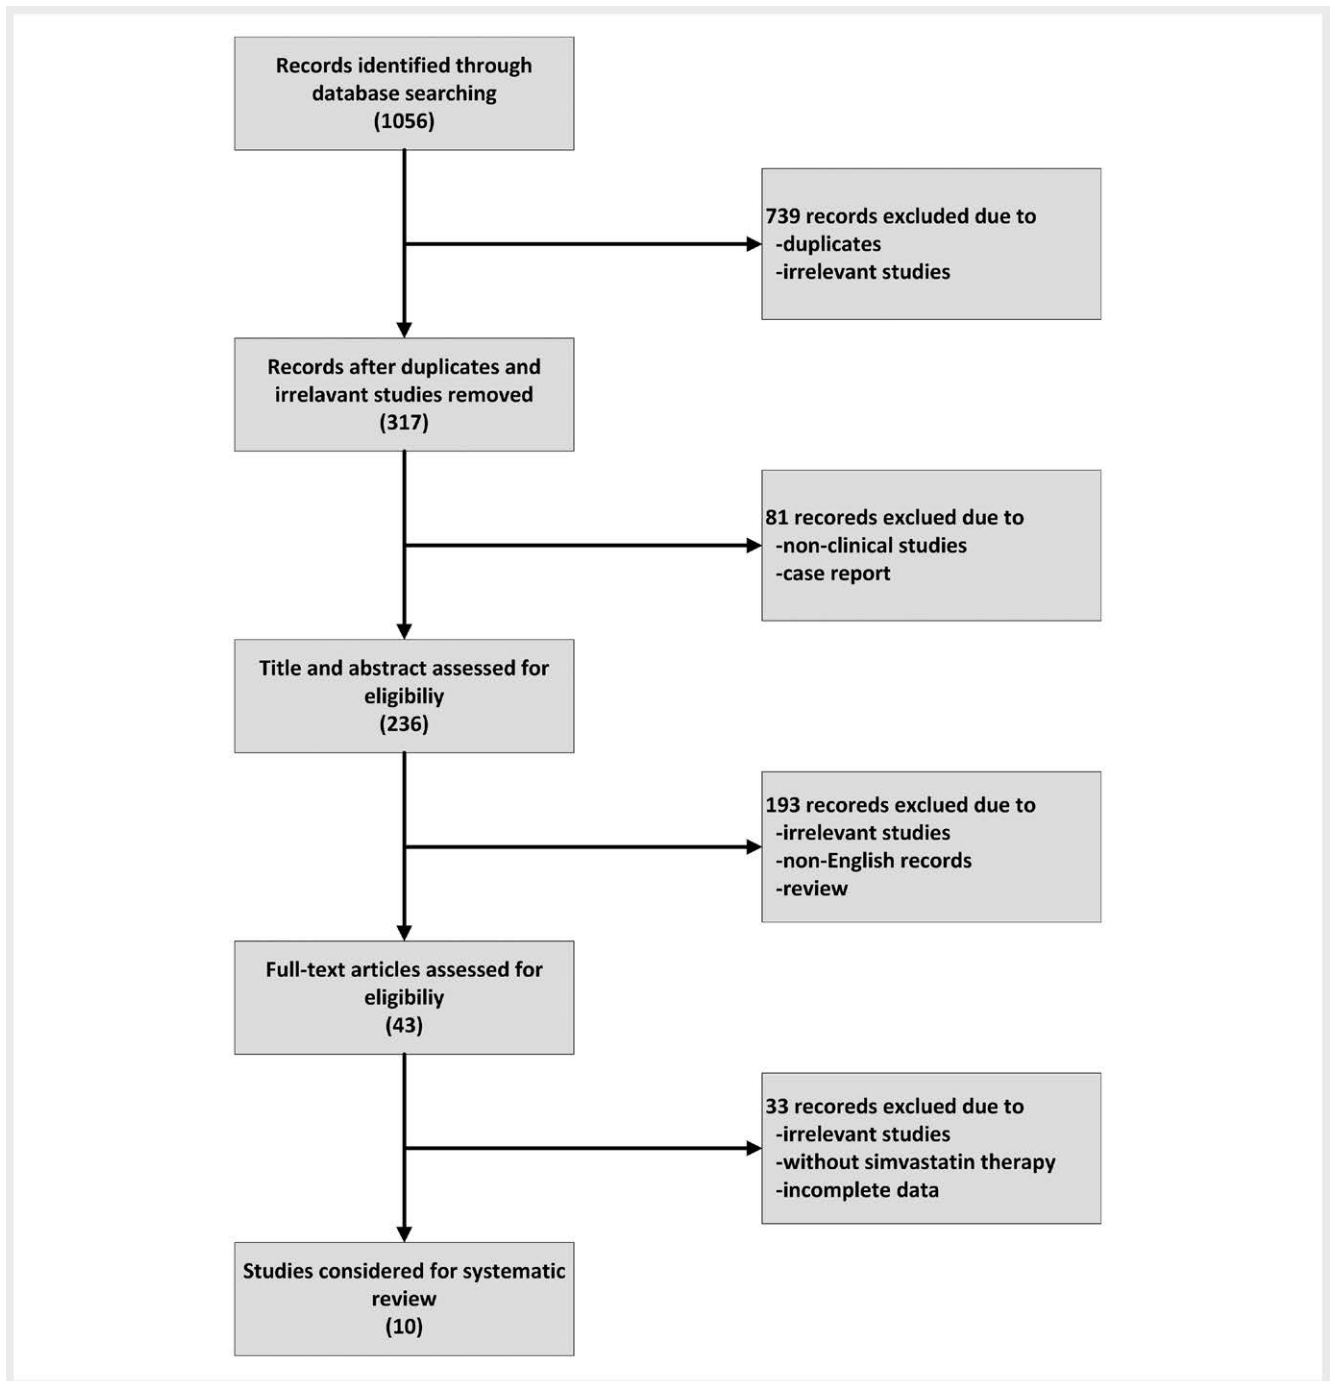 Records identified through
database searching
(1056)
739 records excluded due to
-duplicates
-irrelevant studies
Records after duplicates and
irrelavant studies removed
(317)
81 recoreds exclued due to
-non-clinical studies
-case report
Title and abstract assessed for
eligibiliy
(236)
193 recoreds exclued due to
-irrelevant studies
-non-English records
-review
Full-text articles assessed for
eligibiliy
(43)
33 recoreds exclued due to
-irrelevant studies
-without simvastatin therapy
-incomplete data
Studies considered for systematic
review
(10)